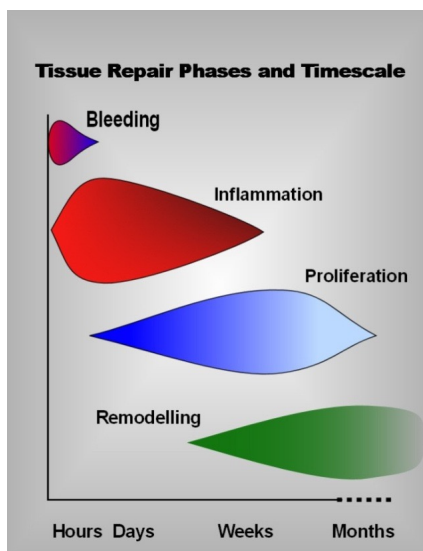 Tissue Repair Phases and Timescale
Bleeding
Inflammation
Proliferation
Remodelling
Hours Days Weeks Months